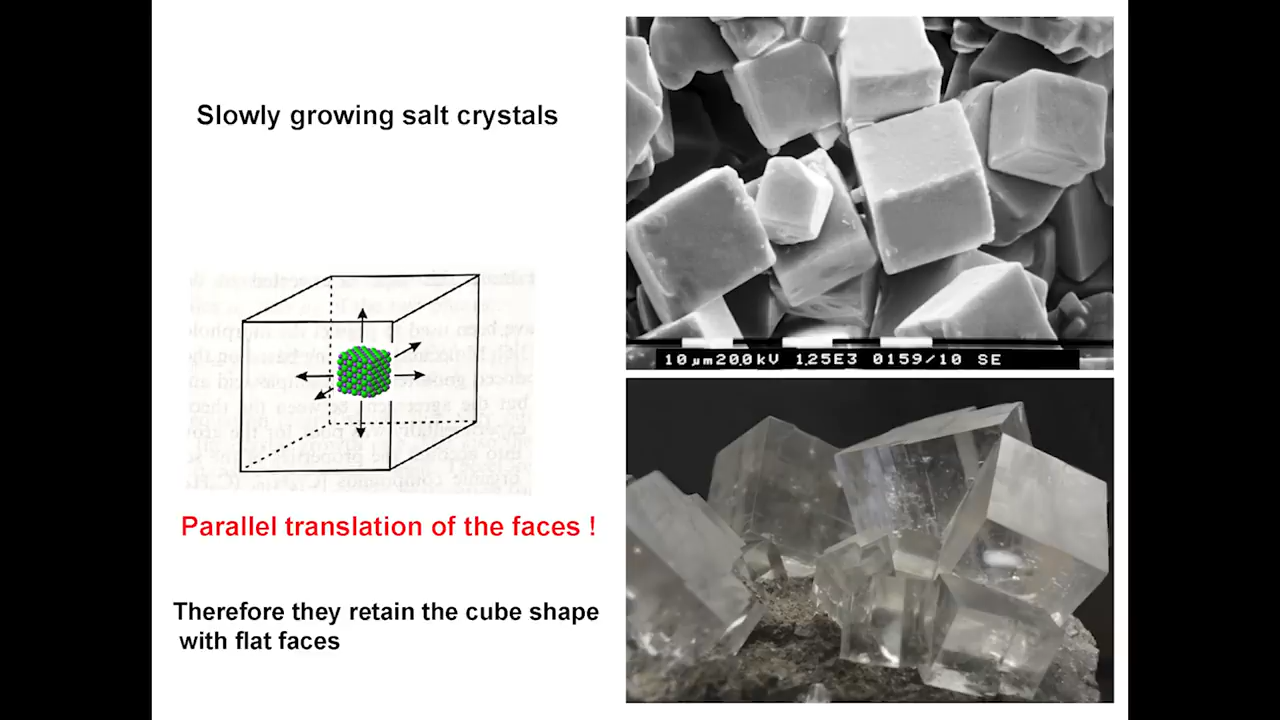 Slowly growing salt crystals
10µm20.0kV 1.25E3 0159/10 SE
Parallel translation of the faces !
Therefore they retain the cube shape
with flat faces